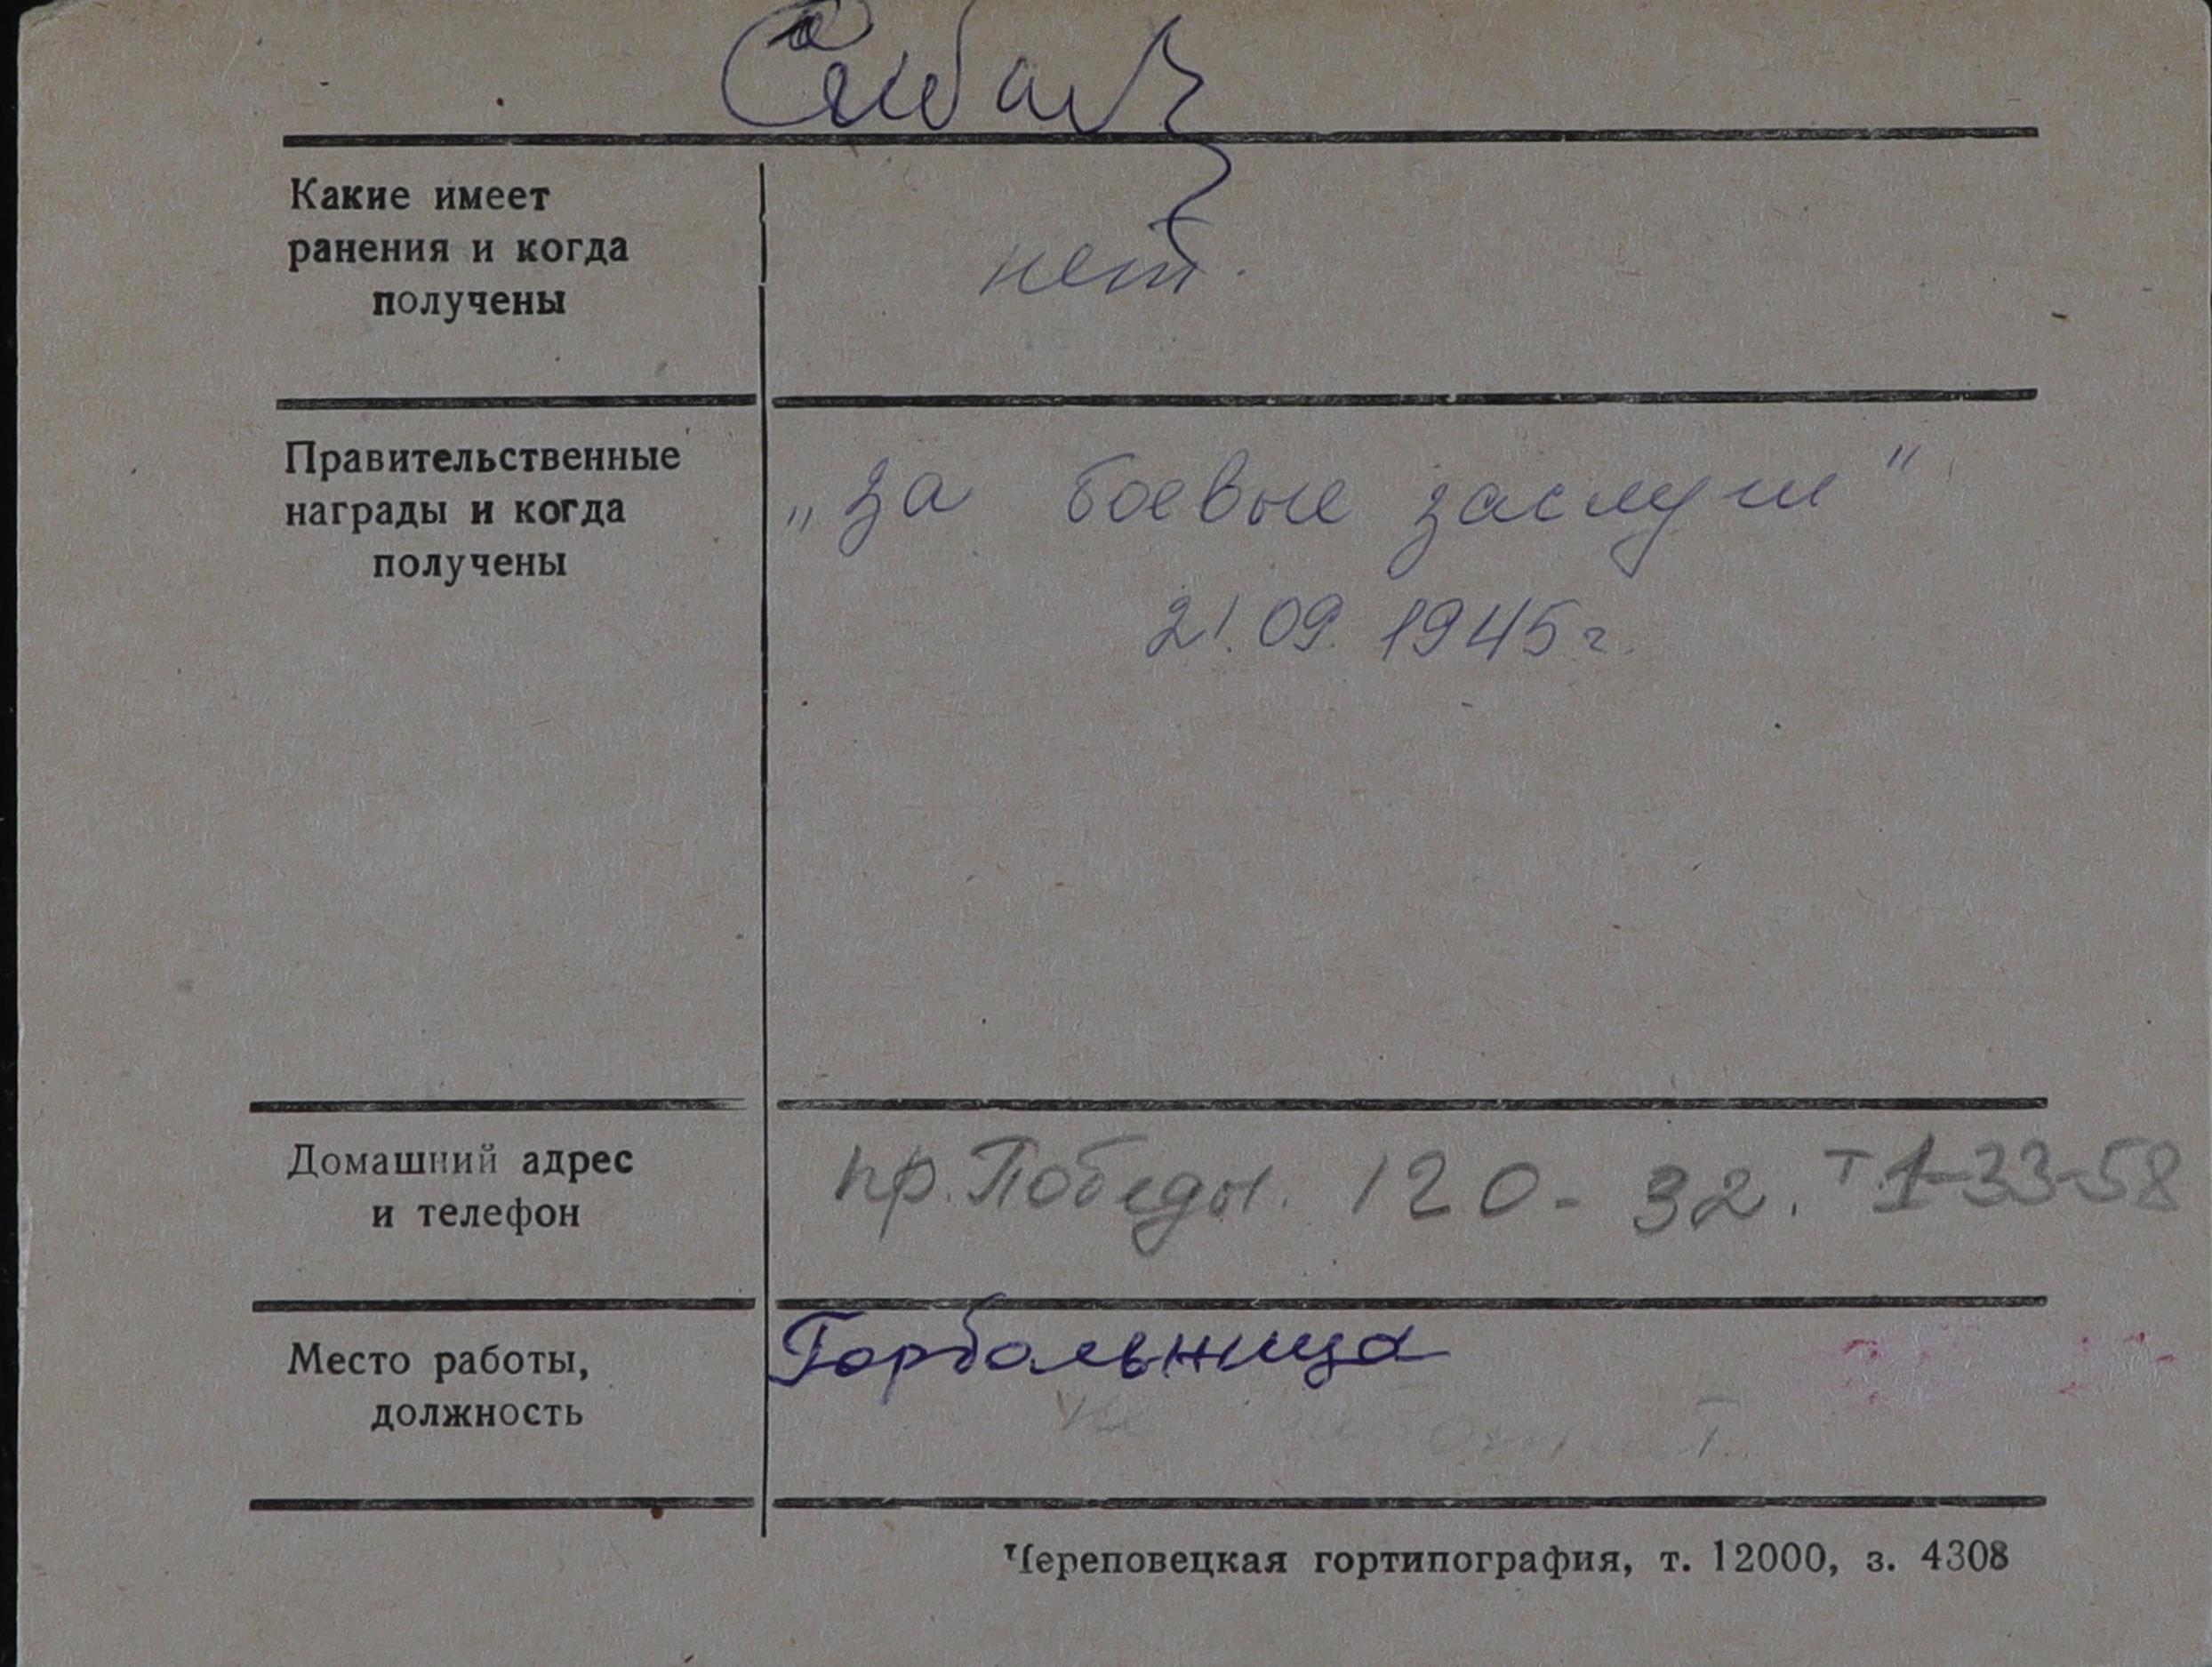 Какие имеет
ранения и когда
получены
нет.
Правительственные
награды и когда
получены
„За боевые заслуги"
21.09.1945г.
Домашний адрес
и телефон
пр. Победы. 120-32. т 1-33-58
Место работы,
должность
Горбольница
Череповецкая гортипография, т. 12000, з. 4308